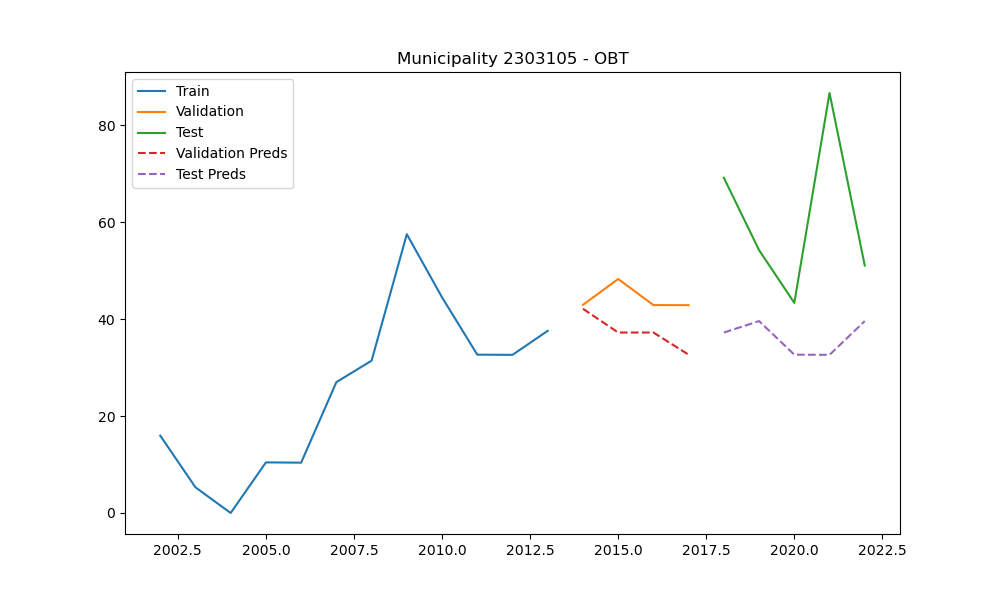 Municipality 2303105 - OBT
Train
Validation
Test
Validation Preds
Test Preds
80
60
40
20
0
2002.5 2005.0 2007.5 2010.0 2012.5 2015.0 2017.5 2020.0 2022.5